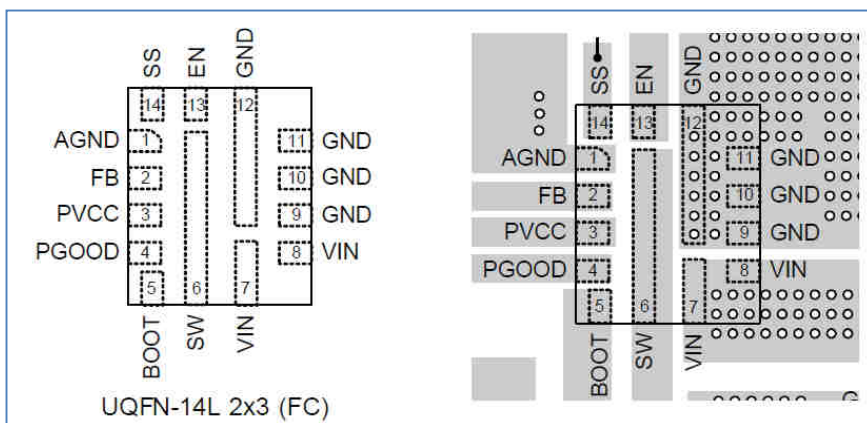 SS EN GND
14 13 12
AGND 1 11 GND
FB 2 10 GND
PVCC 3 9 GND
PGOOD 4 8 VIN
5 6 7
BOOT SW VIN
UQFN-14L 2x3 (FC)
SS EN GND
14 13 12
AGND 1 11 GND
FB 2 10 GND
PVCC 3 9 GND
PGOOD 4 8 VIN
5 6 7
BOOT SW VIN